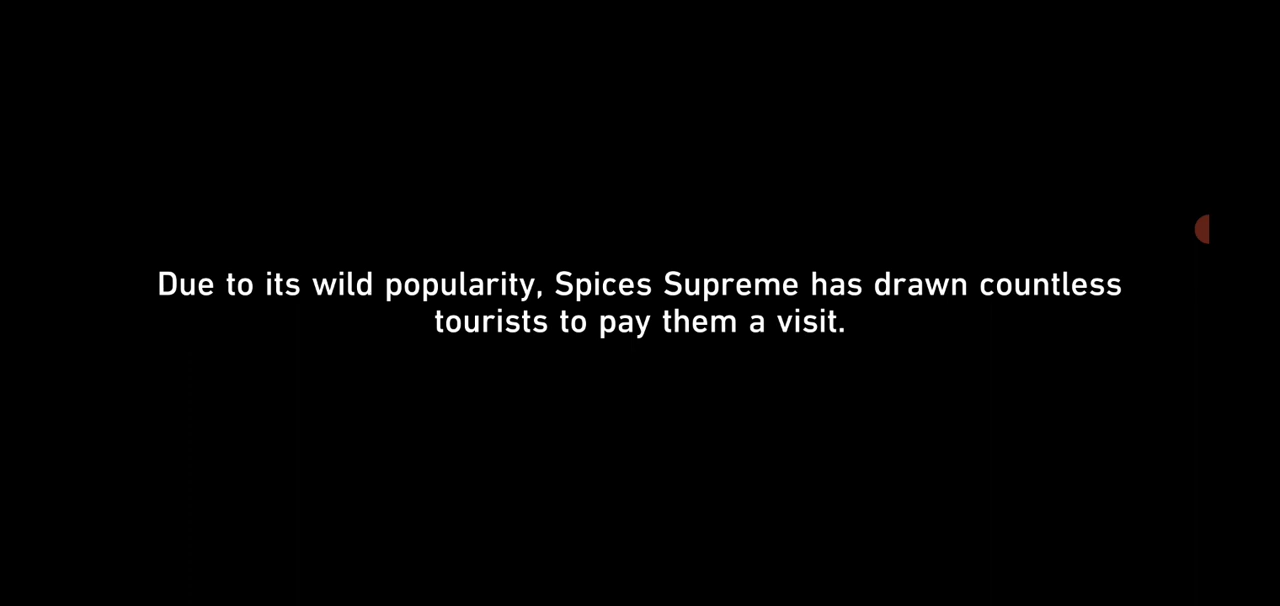 Due to its wild popularity, Spices Supreme has drawn countless
tourists to pay them a visit.